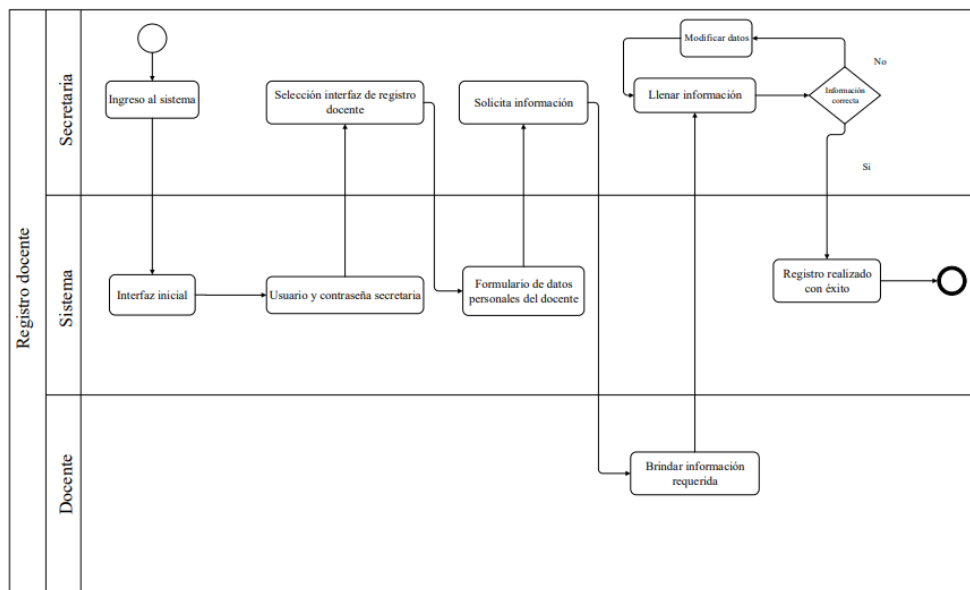 Registro docente
Secretaria
Ingreso al sistema
Selección interfaz de registro
docente
Solicita información
Modificar datos
Llenar información
Información
correcta
No
Si
Sistema
Interfaz inicial
Usuario y contraseña secretaria
Formulario de datos
personales del docente
Registro realizado
con éxito
Docente
Brindar información
requerida